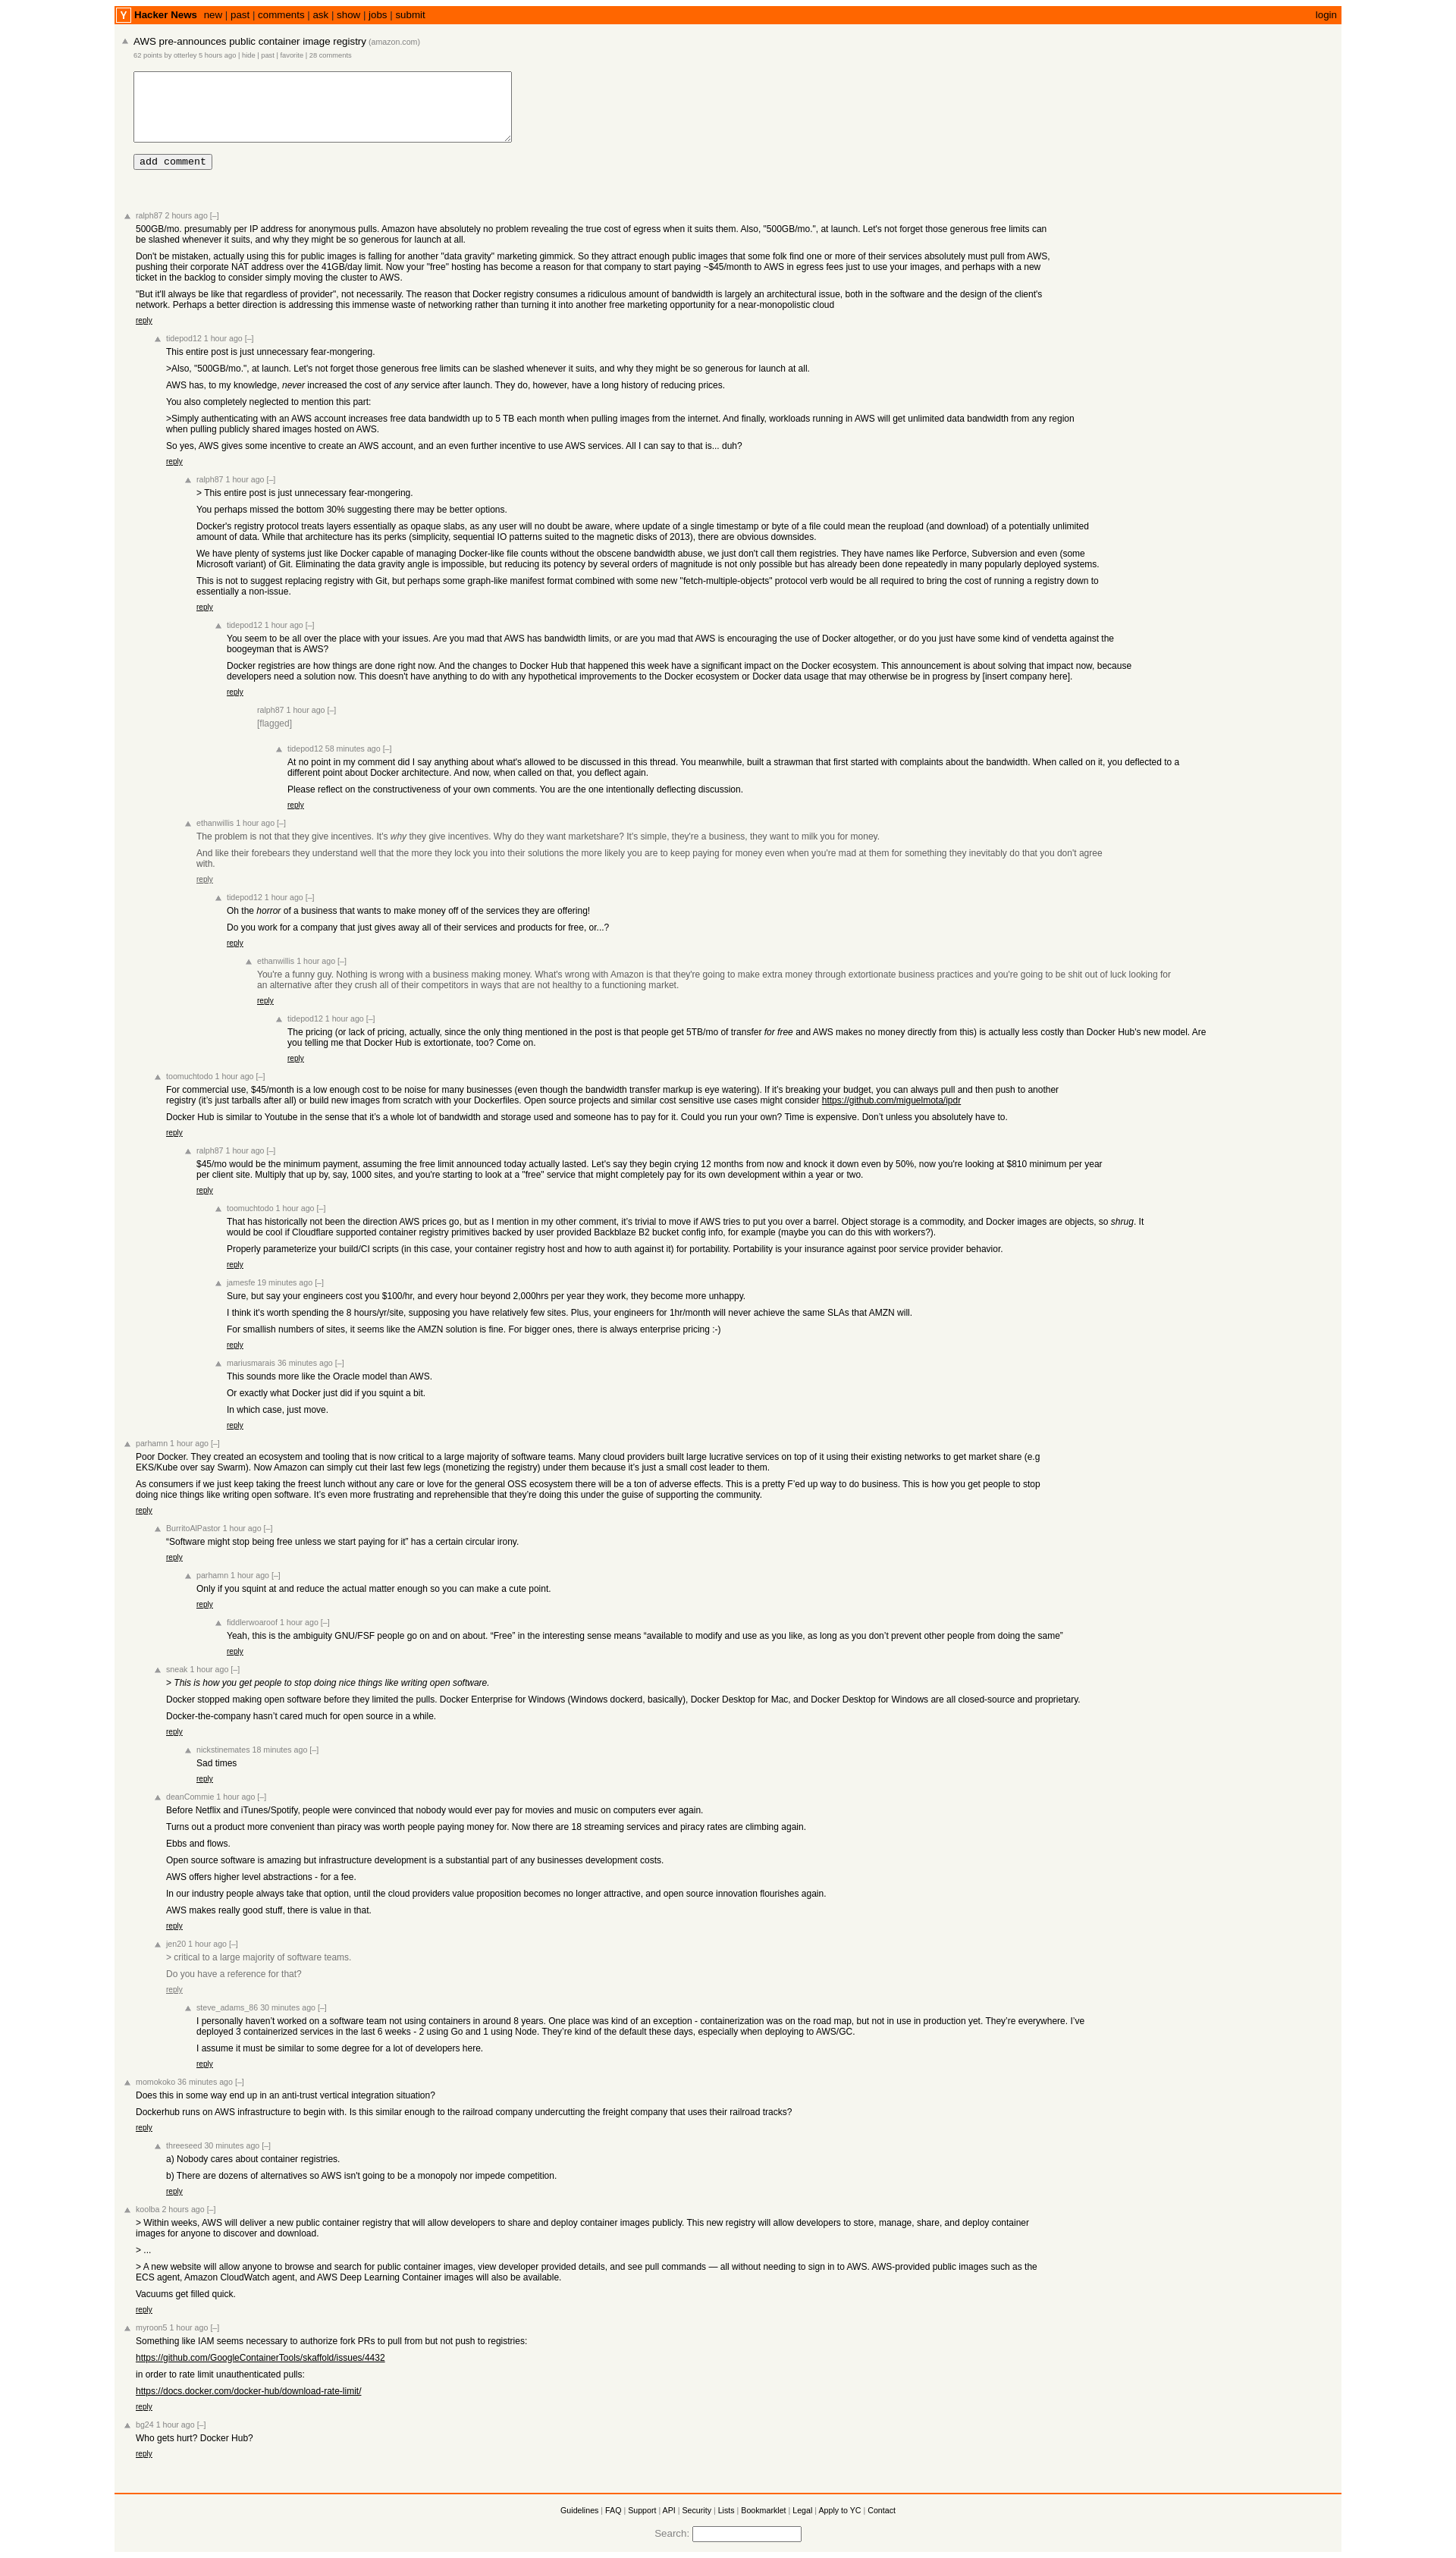 Y Hacker News new | past | comments | ask | show | jobs | submit login
AWS pre-announces public container image registry (amazon.com)
62 points by otterley 5 hours ago | hide | past | favorite | 28 comments
add comment
ralph87 2 hours ago [–]
500GB/mo. presumably per IP address for anonymous pulls. Amazon have absolutely no problem revealing the true cost of egress when it suits them. Also, "500GB/mo.", at launch. Let's not forget those generous free limits can
be slashed whenever it suits, and why they might be so generous for launch at all.
Don't be mistaken, actually using this for public images is falling for another "data gravity" marketing gimmick. So they attract enough public images that some folk find one or more of their services absolutely must pull from AWS,
pushing their corporate NAT address over the 41GB/day limit. Now your "free" hosting has become a reason for that company to start paying ~$45/month to AWS in egress fees just to use your images, and perhaps with a new
ticket in the backlog to consider simply moving the cluster to AWS.
"But it'll always be like that regardless of provider", not necessarily. The reason that Docker registry consumes a ridiculous amount of bandwidth is largely an architectural issue, both in the software and the design of the client's
network. Perhaps a better direction is addressing this immense waste of networking rather than turning it into another free marketing opportunity for a near-monopolistic cloud
reply
tidepod12 1 hour ago [–]
This entire post is just unnecessary fear-mongering.
>Also, "500GB/mo.", at launch. Let's not forget those generous free limits can be slashed whenever it suits, and why they might be so generous for launch at all.
AWS has, to my knowledge, never increased the cost of any service after launch. They do, however, have a long history of reducing prices.
You also completely neglected to mention this part:
>Simply authenticating with an AWS account increases free data bandwidth up to 5 TB each month when pulling images from the internet. And finally, workloads running in AWS will get unlimited data bandwidth from any region
when pulling publicly shared images hosted on AWS.
So yes, AWS gives some incentive to create an AWS account, and an even further incentive to use AWS services. All I can say to that is... duh?
reply
ralph87 1 hour ago [–]
> This entire post is just unnecessary fear-mongering.
You perhaps missed the bottom 30% suggesting there may be better options.
Docker's registry protocol treats layers essentially as opaque slabs, as any user will no doubt be aware, where update of a single timestamp or byte of a file could mean the reupload (and download) of a potentially unlimited
amount of data. While that architecture has its perks (simplicity, sequential IO patterns suited to the magnetic disks of 2013), there are obvious downsides.
We have plenty of systems just like Docker capable of managing Docker-like file counts without the obscene bandwidth abuse, we just don't call them registries. They have names like Perforce, Subversion and even (some
Microsoft variant) of Git. Eliminating the data gravity angle is impossible, but reducing its potency by several orders of magnitude is not only possible but has already been done repeatedly in many popularly deployed systems.
This is not to suggest replacing registry with Git, but perhaps some graph-like manifest format combined with some new "fetch-multiple-objects" protocol verb would be all required to bring the cost of running a registry down to
essentially a non-issue.
reply
tidepod12 1 hour ago [–]
You seem to be all over the place with your issues. Are you mad that AWS has bandwidth limits, or are you mad that AWS is encouraging the use of Docker altogether, or do you just have some kind of vendetta against the
boogeyman that is AWS?
Docker registries are how things are done right now. And the changes to Docker Hub that happened this week have a significant impact on the Docker ecosystem. This announcement is about solving that impact now, because
developers need a solution now. This doesn't have anything to do with any hypothetical improvements to the Docker ecosystem or Docker data usage that may otherwise be in progress by [insert company here].
reply
ralph87 1 hour ago [–]
[flagged]
tidepod12 58 minutes ago [–]
At no point in my comment did I say anything about what's allowed to be discussed in this thread. You meanwhile, built a strawman that first started with complaints about the bandwidth. When called on it, you deflected to a
different point about Docker architecture. And now, when called on that, you deflect again.
Please reflect on the constructiveness of your own comments. You are the one intentionally deflecting discussion.
reply
ethanwillis 1 hour ago [–]
The problem is not that they give incentives. It's why they give incentives. Why do they want marketshare? It's simple, they're a business, they want to milk you for money.
And like their forebears they understand well that the more they lock you into their solutions the more likely you are to keep paying for money even when you're mad at them for something they inevitably do that you don't agree
with.
reply
tidepod12 1 hour ago [–]
Oh the horror of a business that wants to make money off of the services they are offering!
Do you work for a company that just gives away all of their services and products for free, or...?
reply
ethanwillis 1 hour ago [–]
You're a funny guy. Nothing is wrong with a business making money. What's wrong with Amazon is that they're going to make extra money through extortionate business practices and you're going to be shit out of luck looking for
an alternative after they crush all of their competitors in ways that are not healthy to a functioning market.
reply
tidepod12 1 hour ago [–]
The pricing (or lack of pricing, actually, since the only thing mentioned in the post is that people get 5TB/mo of transfer for free and AWS makes no money directly from this) is actually less costly than Docker Hub's new model. Are
you telling me that Docker Hub is extortionate, too? Come on.
reply
toomuchtodo 1 hour ago [–]
For commercial use, $45/month is a low enough cost to be noise for many businesses (even though the bandwidth transfer markup is eye watering). If it’s breaking your budget, you can always pull and then push to another
registry (it’s just tarballs after all) or build new images from scratch with your Dockerfiles. Open source projects and similar cost sensitive use cases might consider https://github.com/miguelmota/ipdr
Docker Hub is similar to Youtube in the sense that it’s a whole lot of bandwidth and storage used and someone has to pay for it. Could you run your own? Time is expensive. Don’t unless you absolutely have to.
reply
ralph87 1 hour ago [–]
$45/mo would be the minimum payment, assuming the free limit announced today actually lasted. Let's say they begin crying 12 months from now and knock it down even by 50%, now you're looking at $810 minimum per year
per client site. Multiply that up by, say, 1000 sites, and you're starting to look at a "free" service that might completely pay for its own development within a year or two.
reply
toomuchtodo 1 hour ago [–]
That has historically not been the direction AWS prices go, but as I mention in my other comment, it’s trivial to move if AWS tries to put you over a barrel. Object storage is a commodity, and Docker images are objects, so shrug. It
would be cool if Cloudflare supported container registry primitives backed by user provided Backblaze B2 bucket config info, for example (maybe you can do this with workers?).
Properly parameterize your build/CI scripts (in this case, your container registry host and how to auth against it) for portability. Portability is your insurance against poor service provider behavior.
reply
jamesfe 19 minutes ago [–]
Sure, but say your engineers cost you $100/hr, and every hour beyond 2,000hrs per year they work, they become more unhappy.
I think it's worth spending the 8 hours/yr/site, supposing you have relatively few sites. Plus, your engineers for 1hr/month will never achieve the same SLAs that AMZN will.
For smallish numbers of sites, it seems like the AMZN solution is fine. For bigger ones, there is always enterprise pricing :-)
reply
mariusmarais 36 minutes ago [–]
This sounds more like the Oracle model than AWS.
Or exactly what Docker just did if you squint a bit.
In which case, just move.
reply
parhamn 1 hour ago [–]
Poor Docker. They created an ecosystem and tooling that is now critical to a large majority of software teams. Many cloud providers built large lucrative services on top of it using their existing networks to get market share (e.g
EKS/Kube over say Swarm). Now Amazon can simply cut their last few legs (monetizing the registry) under them because it’s just a small cost leader to them.
As consumers if we just keep taking the freest lunch without any care or love for the general OSS ecosystem there will be a ton of adverse effects. This is a pretty F’ed up way to do business. This is how you get people to stop
doing nice things like writing open software. It’s even more frustrating and reprehensible that they’re doing this under the guise of supporting the community.
reply
BurritoAlPastor 1 hour ago [–]
“Software might stop being free unless we start paying for it” has a certain circular irony.
reply
parhamn 1 hour ago [–]
Only if you squint at and reduce the actual matter enough so you can make a cute point.
reply
fiddlerwoaroof 1 hour ago [–]
Yeah, this is the ambiguity GNU/FSF people go on and on about. “Free” in the interesting sense means “available to modify and use as you like, as long as you don’t prevent other people from doing the same”
reply
sneak 1 hour ago [–]
> This is how you get people to stop doing nice things like writing open software.
Docker stopped making open software before they limited the pulls. Docker Enterprise for Windows (Windows dockerd, basically), Docker Desktop for Mac, and Docker Desktop for Windows are all closed-source and proprietary.
Docker-the-company hasn’t cared much for open source in a while.
reply
nickstinemates 18 minutes ago [–]
Sad times
reply
deanCommie 1 hour ago [–]
Before Netflix and iTunes/Spotify, people were convinced that nobody would ever pay for movies and music on computers ever again.
Turns out a product more convenient than piracy was worth people paying money for. Now there are 18 streaming services and piracy rates are climbing again.
Ebbs and flows.
Open source software is amazing but infrastructure development is a substantial part of any businesses development costs.
AWS offers higher level abstractions - for a fee.
In our industry people always take that option, until the cloud providers value proposition becomes no longer attractive, and open source innovation flourishes again.
AWS makes really good stuff, there is value in that.
reply
jen20 1 hour ago [–]
> critical to a large majority of software teams.
Do you have a reference for that?
reply
steve_adams_86 30 minutes ago [–]
I personally haven’t worked on a software team not using containers in around 8 years. One place was kind of an exception - containerization was on the road map, but not in use in production yet. They’re everywhere. I’ve
deployed 3 containerized services in the last 6 weeks - 2 using Go and 1 using Node. They’re kind of the default these days, especially when deploying to AWS/GC.
I assume it must be similar to some degree for a lot of developers here.
reply
momokoko 36 minutes ago [–]
Does this in some way end up in an anti-trust vertical integration situation?
Dockerhub runs on AWS infrastructure to begin with. Is this similar enough to the railroad company undercutting the freight company that uses their railroad tracks?
reply
threeseed 30 minutes ago [–]
a) Nobody cares about container registries.
b) There are dozens of alternatives so AWS isn't going to be a monopoly nor impede competition.
reply
koolba 2 hours ago [–]
> Within weeks, AWS will deliver a new public container registry that will allow developers to share and deploy container images publicly. This new registry will allow developers to store, manage, share, and deploy container
images for anyone to discover and download.
> ...
> A new website will allow anyone to browse and search for public container images, view developer provided details, and see pull commands — all without needing to sign in to AWS. AWS-provided public images such as the
ECS agent, Amazon CloudWatch agent, and AWS Deep Learning Container images will also be available.
Vacuums get filled quick.
reply
myroon5 1 hour ago [–]
Something like IAM seems necessary to authorize fork PRs to pull from but not push to registries:
https://github.com/GoogleContainerTools/skaffold/issues/4432
in order to rate limit unauthenticated pulls:
https://docs.docker.com/docker-hub/download-rate-limit/
reply
bg24 1 hour ago [–]
Who gets hurt? Docker Hub?
reply
Guidelines | FAQ | Support | API | Security | Lists | Bookmarklet | Legal | Apply to YC | Contact
Search: